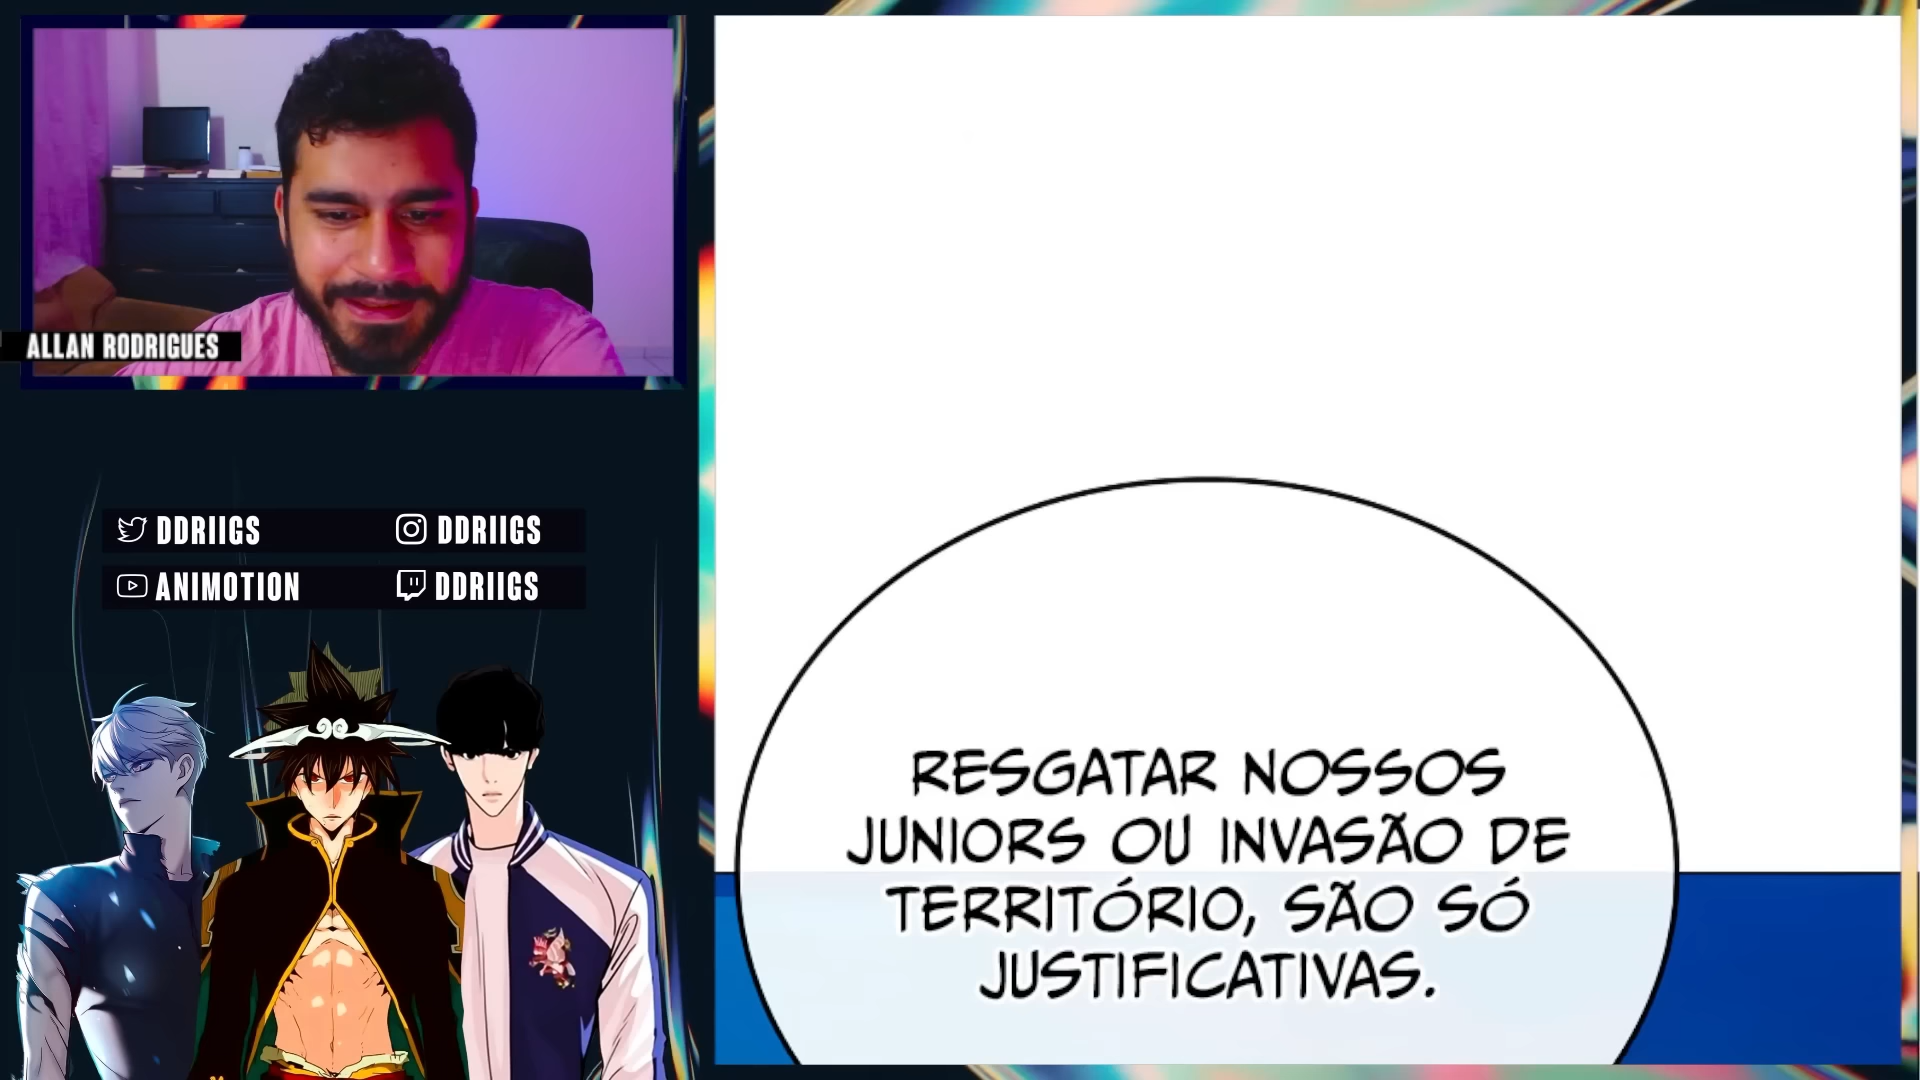 ALLAN RODRIGUES
DDRIIGS
DDRIIGS
ANIMOTION
DDRIIGS
RESGATAR NOSSOS
JUNIORS OU INVASÃO DE
TERRITÓRIO, SÃO SÓ
JUSTIFICATIVAS.